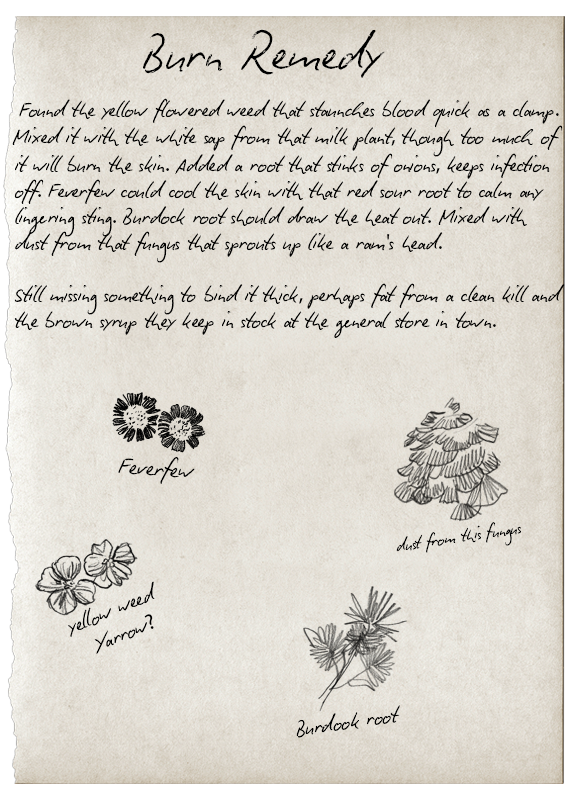 Burn Remedy
Found the yellow flowered weed that staunches blood quick as a clamp.
Mixed it with the white sap from that milk plant, though too much of
it will burn the skin. Added a root that stinks of onions, keeps infection
off. Feverfew could cool the skin with that red sour root to calm any
lingering sting. Burdock root should draw the heat out. Mixed with
dust from that fungus that sprouts up like a ram's head.
Still missing something to bind it thick, perhaps fat from a clean kill and
the brown syrup they keep in stock at the general store in town.
Feverfew
dust from this fungus
yellow weed
Yarrow?
Burdook root